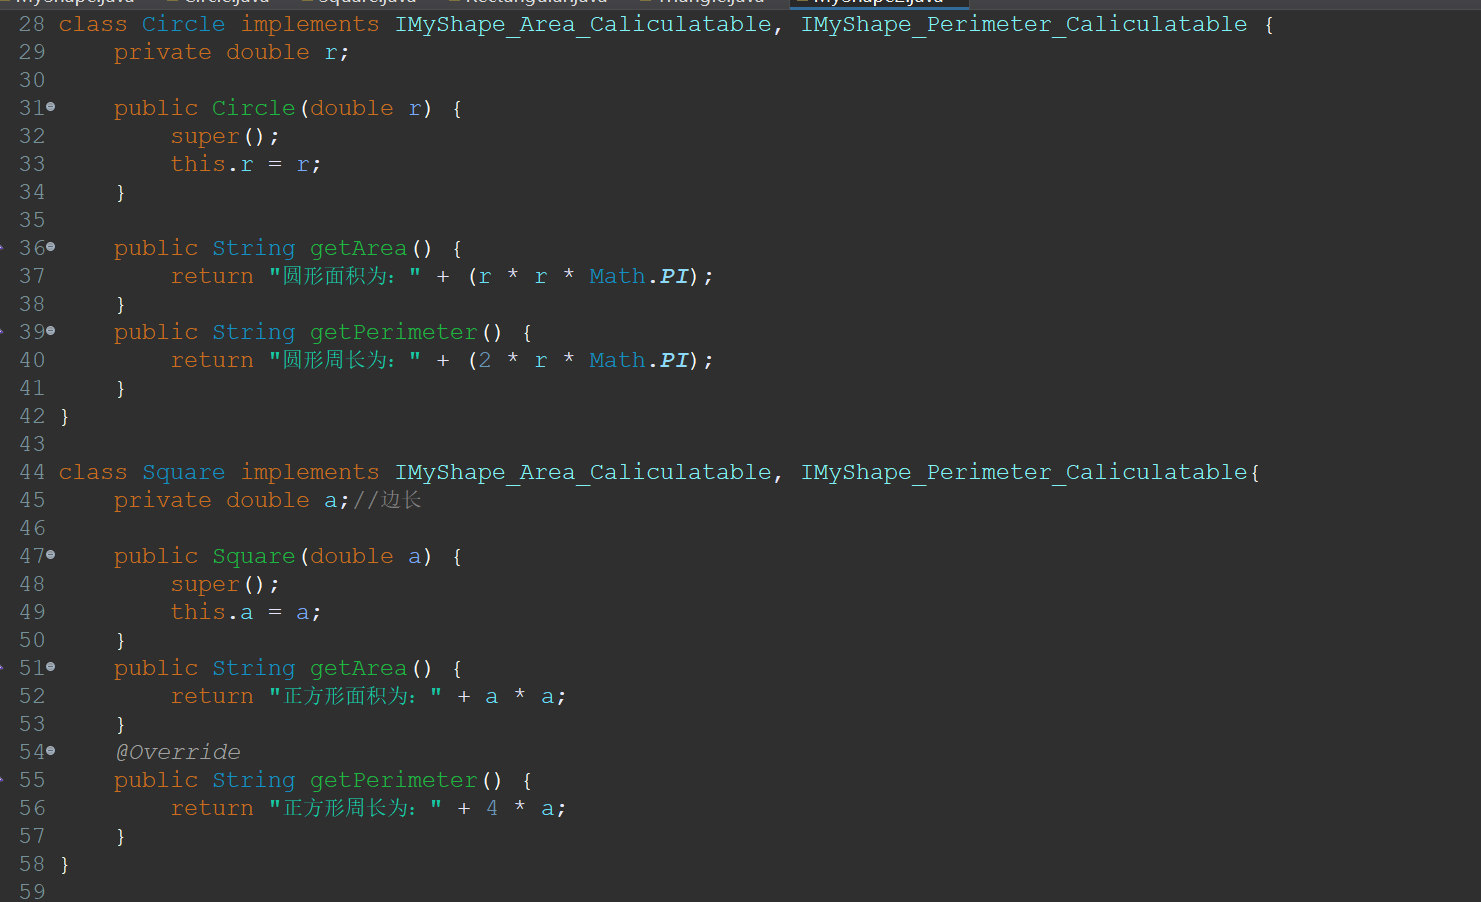 28 class Circle implements IMyShape_Area_Caliculatable, IMyShape_Perimeter_Caliculatable {
29     private double r;
30
31     public Circle(double r) {
32         super();
33         this.r = r;
34     }
35
36     public String getArea() {
37         return "圆形面积为：" + (r * r * Math.PI);
38     }
39     public String getPerimeter() {
40         return "圆形周长为：" + (2 * r * Math.PI);
41     }
42 }
43
44 class Square implements IMyShape_Area_Caliculatable, IMyShape_Perimeter_Caliculatable{
45     private double a;//边长
46
47     public Square(double a) {
48         super();
49         this.a = a;
50     }
51     public String getArea() {
52         return "正方形面积为：" + a * a;
53     }
54     @Override
55     public String getPerimeter() {
56         return "正方形周长为：" + 4 * a;
57     }
58 }
59